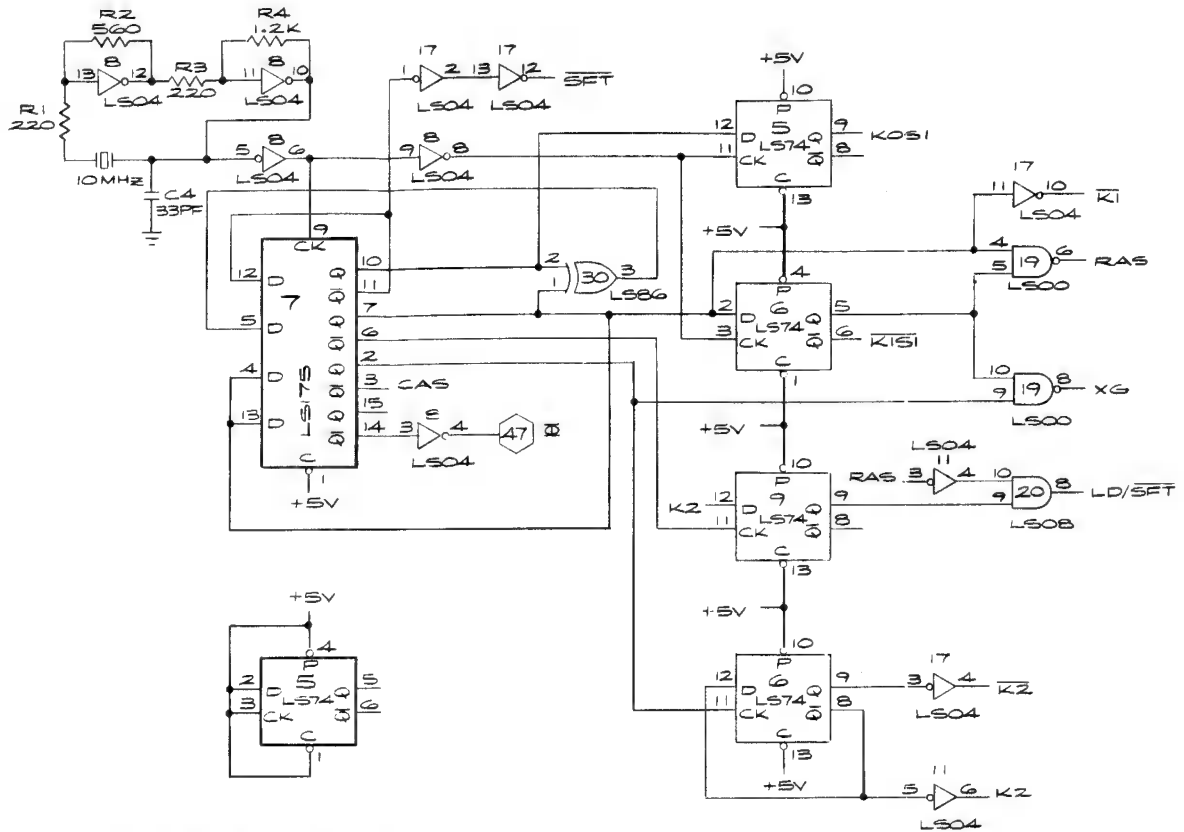 R2
560
R4
1.2K
8
13 12
LS04
R3
220
8
11 10
LS04
R1
220
10MHZ
C4
33PF
8
5 6
LS04
17
1 2
LS04
17
13 12
LS04
SFT
8
9 8
LS04
9
CK
12 D
7
5 D
4 D
13 D
LS175
C
1
+5V
Q 10
Q 11
Q 7
Q 6
Q 2
Q 3 CAS
Q 15
Q 14
8
3 4
LS04
47 Φ
2
1
30
3
LS86
+5V
10
P
12 D 5 Q 9 KOS1
11 CK LS74 Q 8
C
13
+5V
4
P
2 D 6 Q 5
3 CK LS74 Q 6 K1S1
C
1
+5V
10
P
K2 12 D 9 Q 9
11 CK LS74 Q 8
C
13
+5V
10
P
12 D 6 Q 9
11 CK LS74 Q 8
C
13
+5V
17
11 10 K1
LS04
4
5
19
6 RAS
LS00
10
9
19
8 XG
LS00
LS04
11
RAS 3 4
10
9
20
8 LD/SFT
LS08
17
3 4 K2
LS04
11
5 6 K2
LS04
+5V
4
P
2 D 5 Q 5
3 CK LS74 Q 6
C
1